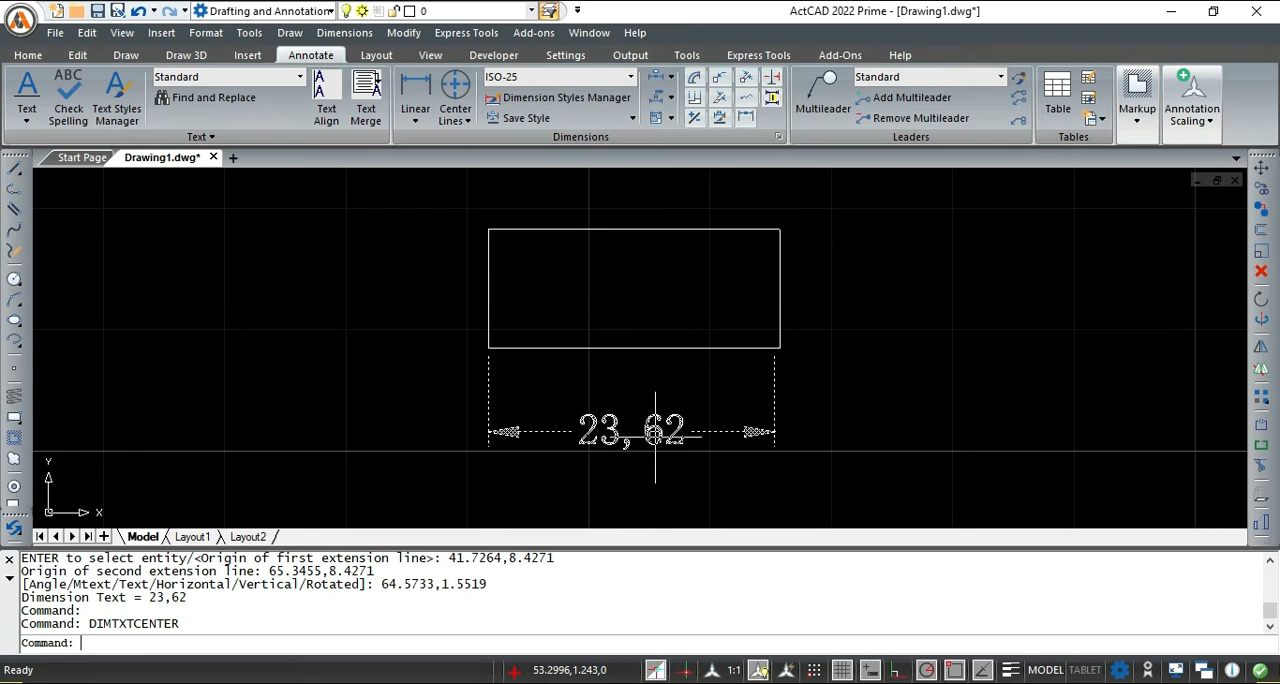 Drafting and Annotation
0
ActCAD 2022 Prime - [Drawing1.dwg*]
File Edit View Insert Format Tools Draw Dimensions Modify Express Tools Add-ons Window Help
Home Edit Draw Draw 3D Insert Annotate Layout View Developer Settings Output Tools Express Tools Add-Ons Help
A
Text
ABC
Check
Spelling
Text Styles
Manager
Standard
Find and Replace
Text
Align
Text
Merge
Text
Linear
Center
Lines
ISO-25
Dimension Styles Manager
Save Style
Dimensions
Multileader
Standard
Add Multileader
Remove Multileader
Leaders
Table
Tables
Markup
Annotation
Scaling
Start Page
Drawing1.dwg*
23,62
Y
X
Model Layout1 Layout2
ENTER to select entity/<Origin of first extension line>: 41.7264,8.4271
Origin of second extension line: 65.3455,8.4271
[Angle/Mtext/Text/Horizontal/Vertical/Rotated]: 64.5733,1.5519
Dimension Text = 23,62
Command:
Command: DIMTXTCENTER
Command:
Ready
53.2996,1.243,0
1:1
MODEL TABLET